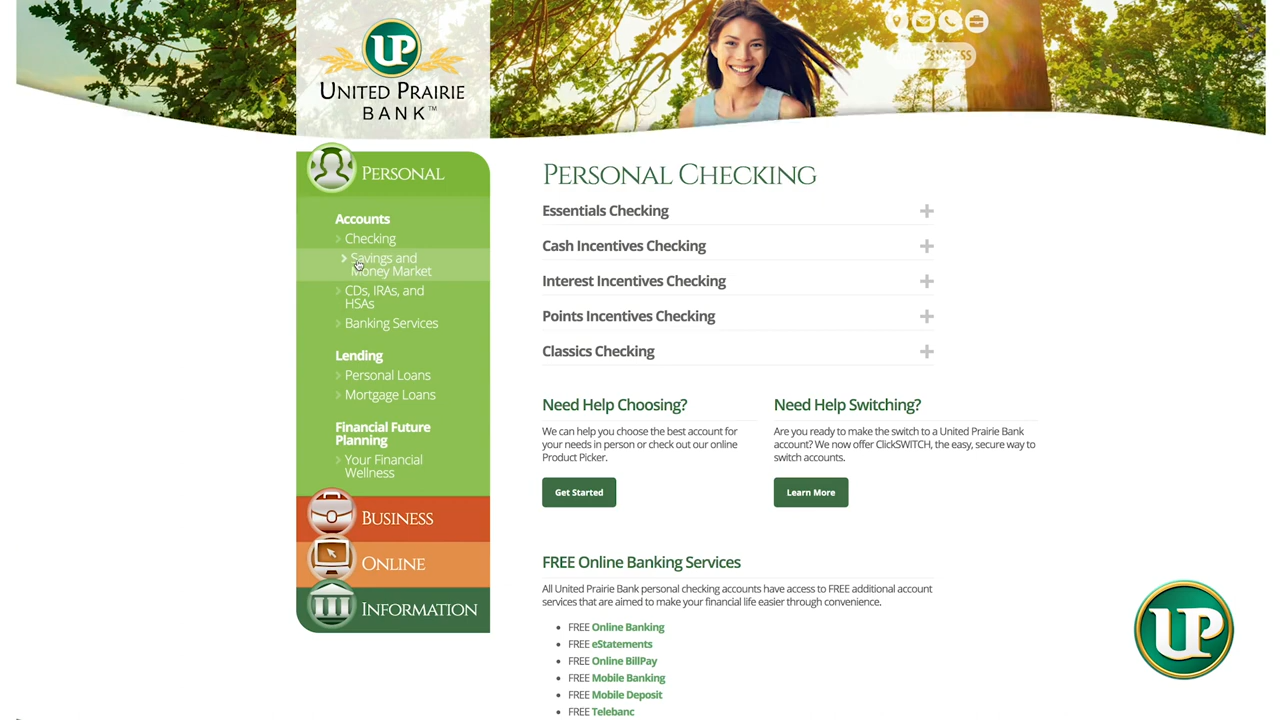 UP
UNITED PRAIRIE
BANK™
PERSONAL
Accounts
Checking
Savings and
Money Market
CDs, IRAs, and
HSAs
Banking Services
Lending
Personal Loans
Mortgage Loans
Financial Future
Planning
Your Financial
Wellness
BUSINESS
ONLINE
INFORMATION
PERSONAL CHECKING
Essentials Checking
Cash Incentives Checking
Interest Incentives Checking
Points Incentives Checking
Classics Checking
Need Help Choosing?
We can help you choose the best account for
your needs in person or check out our online
Product Picker.
Get Started
Need Help Switching?
Are you ready to make the switch to a United Prairie Bank
account? We now offer ClickSWITCH, the easy, secure way to
switch accounts.
Learn More
FREE Online Banking Services
All United Prairie Bank personal checking accounts have access to FREE additional account
services that are aimed to make your financial life easier through convenience.
• FREE Online Banking
• FREE eStatements
• FREE Online BillPay
• FREE Mobile Banking
• FREE Mobile Deposit
• FREE Telebanc
UP